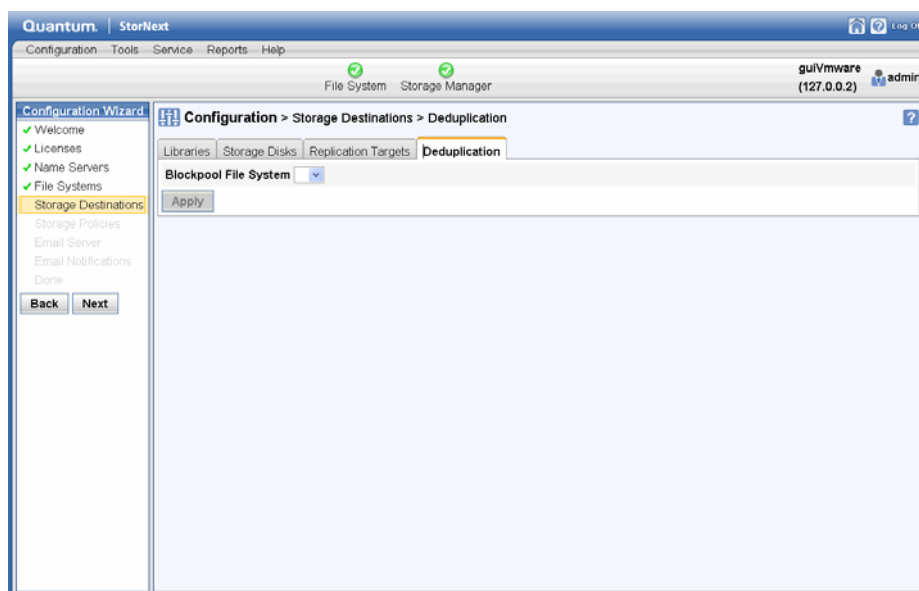 Quantum. | StorNext
Log Of
Configuration Tools Service Reports Help
File System Storage Manager
guiVmware
(127.0.0.2)
admin
Configuration Wizard
Welcome
Licenses
Name Servers
File Systems
Storage Destinations
Storage Policies
Email Server
Email Notifications
Done
Back Next
Configuration > Storage Destinations > Deduplication
?
Libraries Storage Disks Replication Targets Deduplication
Blockpool File System
Apply